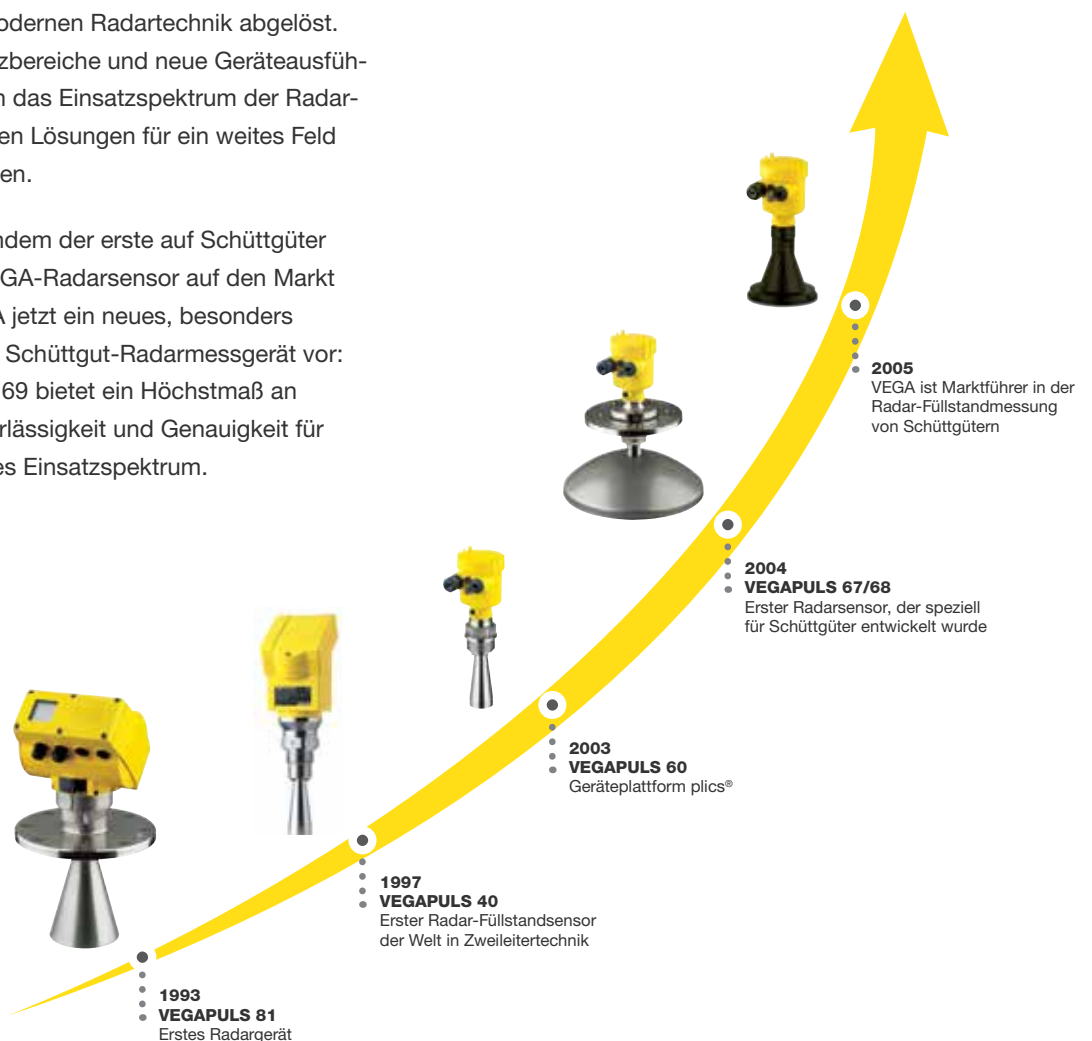 odernen Radartechnik abgelöst.
zbereiche und neue Geräteausfüh-
n das Einsatzspektrum der Radar-
en Lösungen für ein weites Feld
en.
ndem der erste auf Schüttgüter
GA-Radarsensor auf den Markt
A jetzt ein neues, besonders
Schüttgut-Radarmessgerät vor:
69 bietet ein Höchstmaß an
erlässigkeit und Genauigkeit für
es Einsatzspektrum.
2005
VEGA ist Marktführer in der
Radar-Füllstandmessung
von Schüttgütern
2004
VEGAPULS 67/68
Erster Radarsensor, der speziell
für Schüttgüter entwickelt wurde
2003
VEGAPULS 60
Geräteplattform plics®
1997
VEGAPULS 40
Erster Radar-Füllstandsensor
der Welt in Zweileitertechnik
1993
VEGAPULS 81
Erstes Radargerät